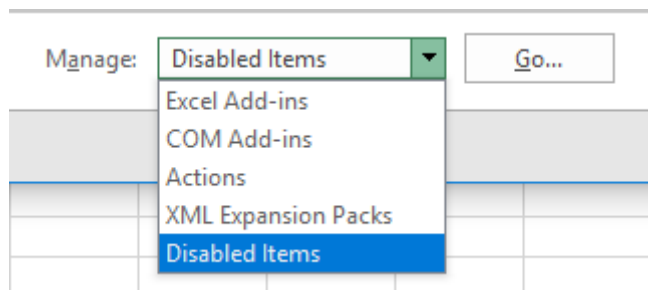 Manage: Disabled Items Go...
Excel Add-ins
COM Add-ins
Actions
XML Expansion Packs
Disabled Items